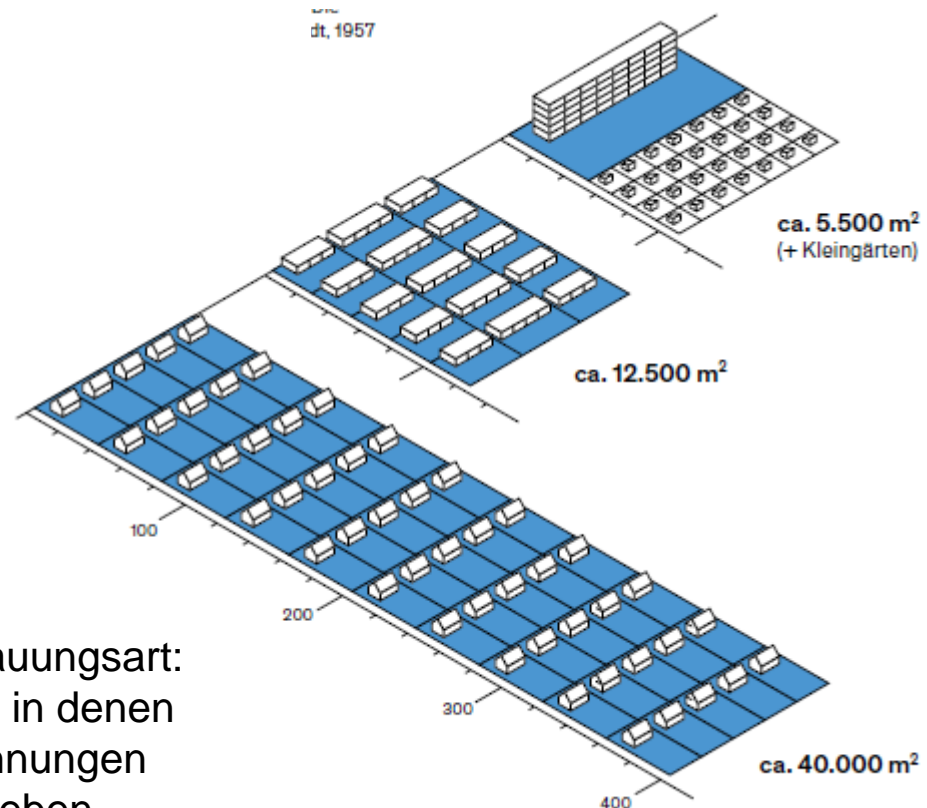 dt, 1957
ca. 5.500 m²
(+ Kleingärten)
ca. 12.500 m²
100
200
auungsart:
in denen
300
nnungen
ca. 40.000 m²
400